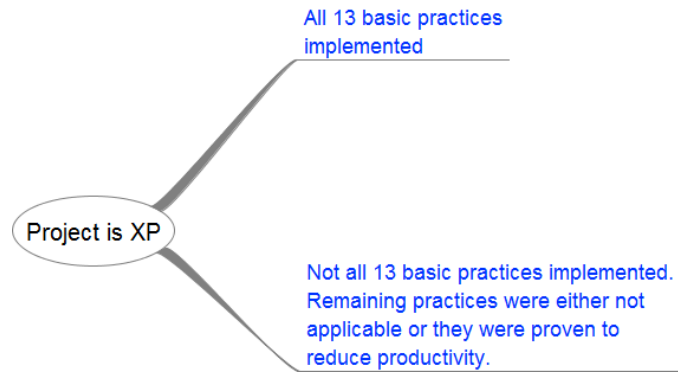 All 13 basic practices
implemented
Project is XP
Not all 13 basic practices implemented.
Remaining practices were either not
applicable or they were proven to
reduce productivity.